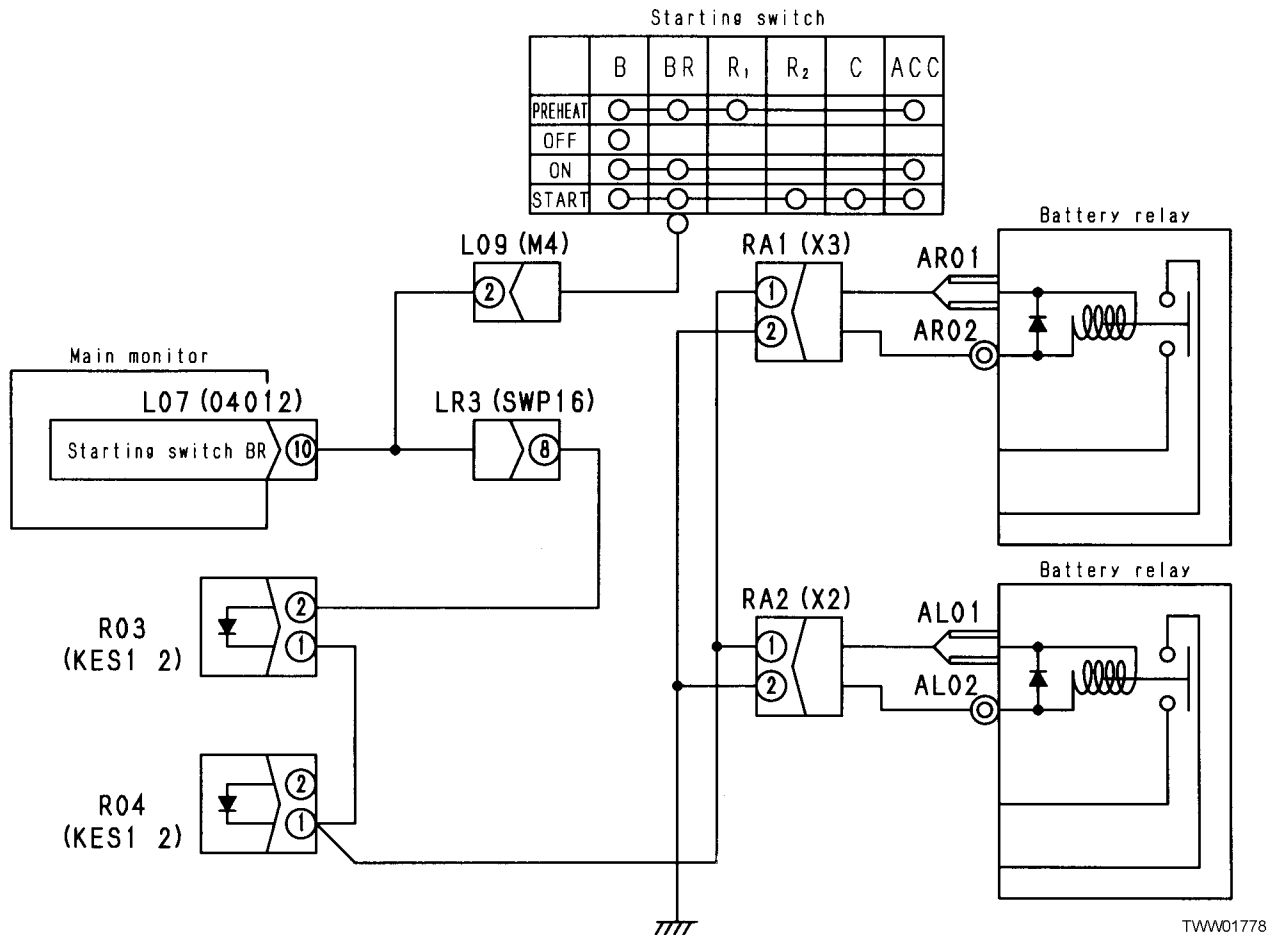 Starting switch
B BR R₁ R₂ C ACC
PREHEAT
OFF
ON
START
Battery relay
L09 (M4)
RA1 (X3)
AR01
2
1
2
AR02
Main monitor
L07 (04012)
LR3 (SWP16)
Starting switch BR 10
8
Battery relay
R03
(KES1 2)
2
1
RA2 (X2)
AL01
1
2
AL02
R04
(KES1 2)
2
1
TWW01778